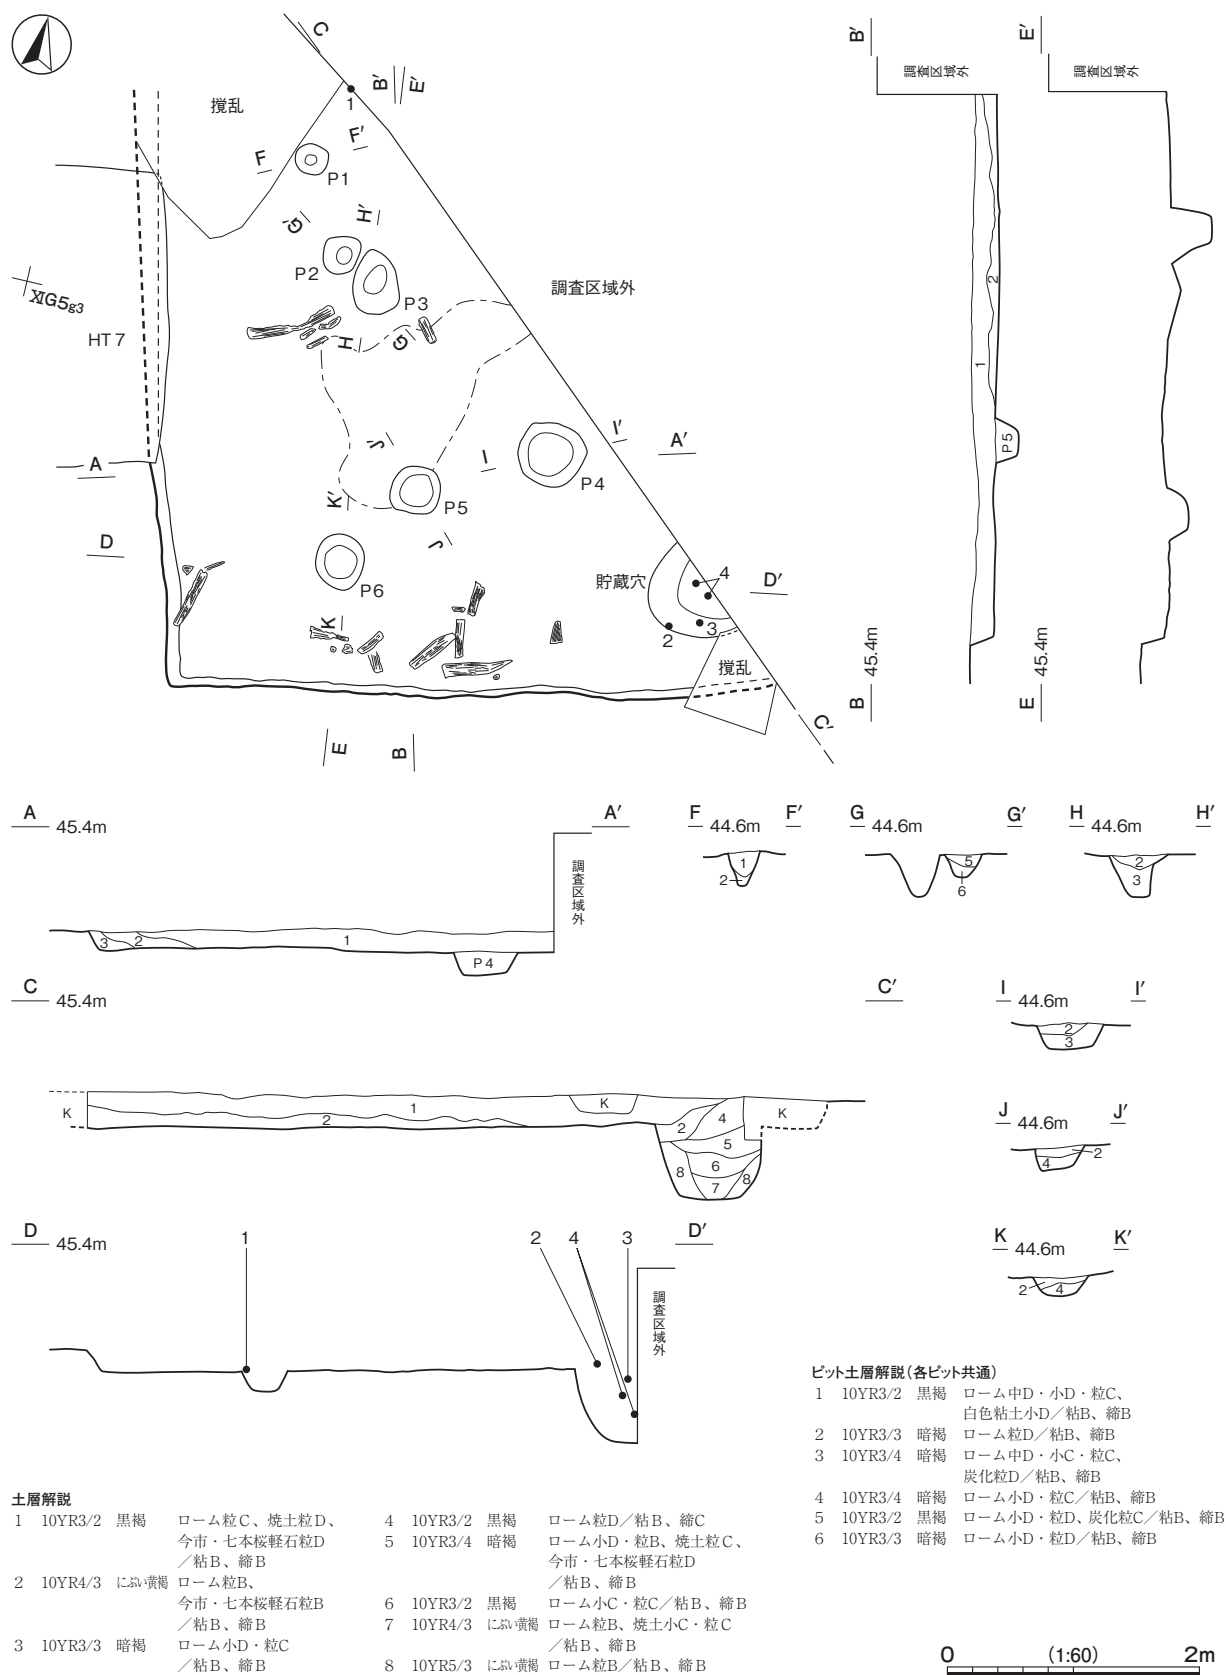 C
B′
E′
1
撹乱
F
F′
P1
G′
H′
P2
P3
調査区域外
XIG5g3
HT7
H
G
J′
I
I′
A′
A
P4
K′
P5
J
D
P6
貯蔵穴
4
D′
K
2
3
撹乱
C′
E
B
B′
調査区域外
2
1
P5
B
45.4m
E′
調査区域外
E
45.4m
A 45.4m
A′
調査区域外
3
2
1
P4
F 44.6m F′
1
2
G 44.6m G′
5
6
H 44.6m H′
2
3
C 45.4m
C′
K
1
2
K
2
4
K
5
8
6
7
8
I 44.6m I′
2
3
J 44.6m J′
4
2
K 44.6m K′
2
4
D 45.4m
1
2
4
3
D′
調査区域外
土層解説
1 10YR3/2 黒褐 ローム粒C、焼土粒D、
今市・七本桜軽石粒D
／粘B、締B
2 10YR4/3 にぶい黄褐 ローム粒B、
今市・七本桜軽石粒B
／粘B、締B
3 10YR3/3 暗褐 ローム小D・粒C
／粘B、締B
4 10YR3/2 黒褐 ローム粒D／粘B、締C
5 10YR3/4 暗褐 ローム小D・粒B、焼土粒C、
今市・七本桜軽石粒D
／粘B、締B
6 10YR3/2 黒褐 ローム小C・粒C／粘B、締B
7 10YR4/3 にぶい黄褐 ローム粒B、焼土小C・粒C
／粘B、締B
8 10YR5/3 にぶい黄褐 ローム粒B／粘B、締B
ピット土層解説(各ピット共通)
1 10YR3/2 黒褐 ローム中D・小D・粒C、
白色粘土小D／粘B、締B
2 10YR3/3 暗褐 ローム粒D／粘B、締B
3 10YR3/4 暗褐 ローム中D・小C・粒C、
炭化粒D／粘B、締B
4 10YR3/4 暗褐 ローム小D・粒C／粘B、締B
5 10YR3/2 黒褐 ローム小D・粒D、炭化粒C／粘B、締B
6 10YR3/3 暗褐 ローム小D・粒D／粘B、締B
0 (1:60) 2m